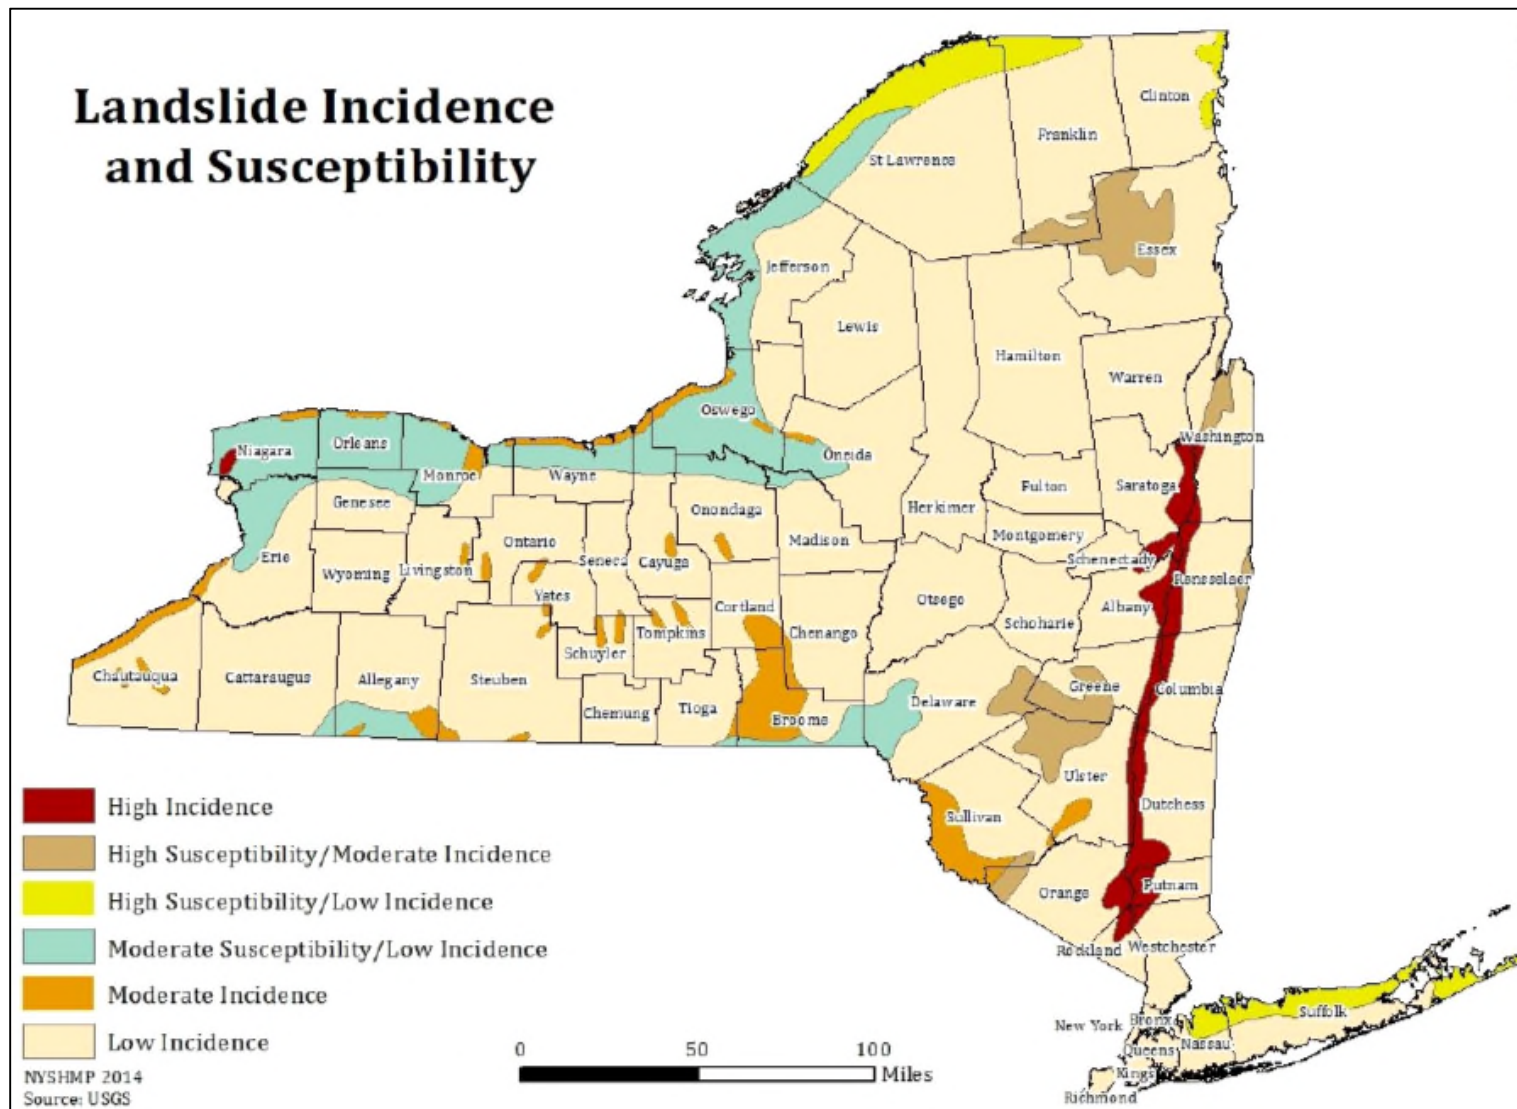 Landslide Incidence
and Susceptibility
Clinton
Franklin
St Lawrence
Essex
Jefferson
Lewis
Hamilton
Warren
Oswego
Washington
Niagara
Orleans
Oneida
Monroe
Wayne
Genesee
Fulton
Saratoga
Onondaga
Herkimer
Montgomery
Madison
Ontario
Erie
Seneca
Cayuga
Schenectady
Wyoming
Livingston
Rensselaer
Yates
Otsego
Cortland
Albany
Schoharie
Tompkins
Chenango
Schuyler
Chautauqua
Cattaraugus
Allegany
Steuben
Greene
Columbia
Delaware
Tioga
Chemung
Broome
Ulster
Dutchess
Sullivan
Putnam
Orange
Rockland
Westchester
Suffolk
New York
Bronx
Nassau
Queens
Kings
Richmond
High Incidence
High Susceptibility/Moderate Incidence
High Susceptibility/Low Incidence
Moderate Susceptibility/Low Incidence
Moderate Incidence
Low Incidence
0 50 100
Miles
NYSHMP 2014
Source: USGS